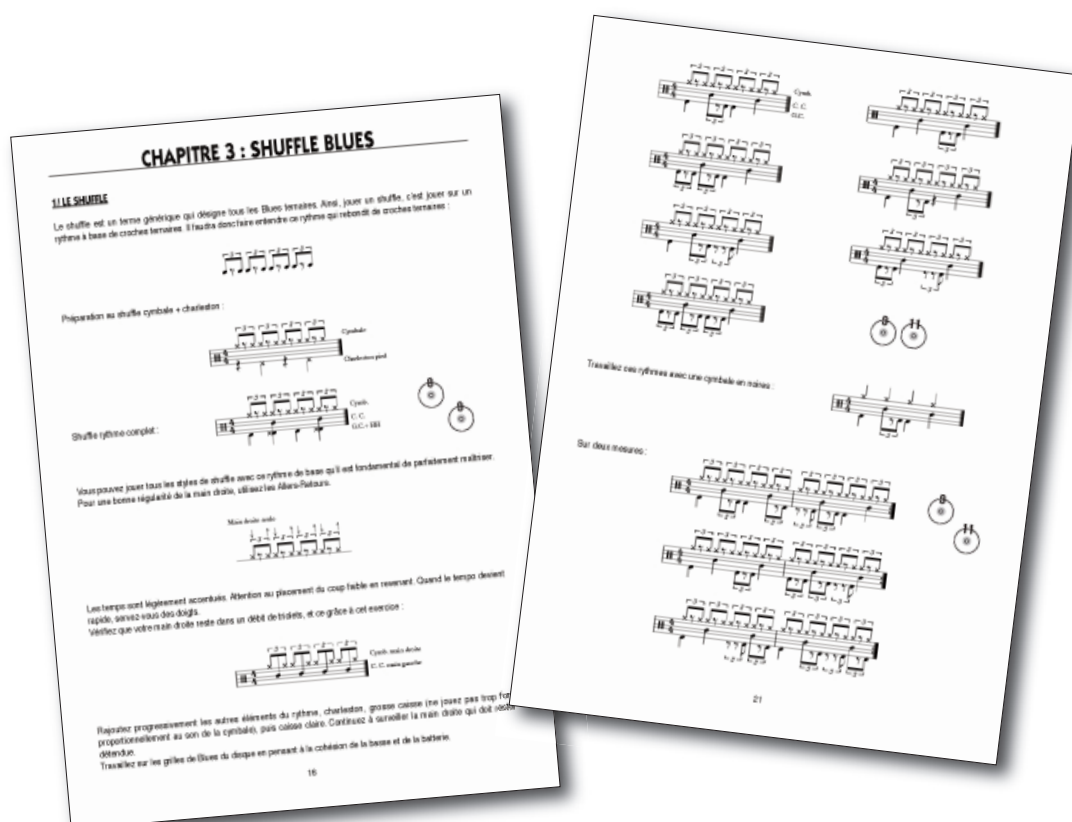 CHAPITRE 3 : SHUFFLE BLUES
1/ LE SHUFFLE
Le shuffle est un terme générique qui désigne tous les Blues ternaires. Ainsi, jouer un shuffle, c'est jouer sur un
rythme à base de croches ternaires. Il faudra donc faire entendre ce rythme qui rebondit de croches ternaires :
Préparation au shuffle cymbale + charleston :
Cymbale
Charleston pied
Shuffle rythme complet :
Cymb.
C. C.
G.C.+ HH
8
9
Vous pouvez jouer tous les styles de shuffle avec ce rythme de base qu'il est fondamental de parfaitement maîtriser.
Pour une bonne régularité de la main droite, utilisez les Allers-Retours.
Main droite seule
Les temps sont légèrement accentués. Attention au placement du coup faible en revenant. Quand le tempo devient
rapide, servez-vous des doigts.
Vérifiez que votre main droite reste dans un débit de triolets, et ce grâce à cet exercice :
Cymb. main droite
C. C. main gauche
Rajoutez progressivement les autres éléments du rythme, charleston, grosse caisse (ne jouez pas trop
proportionnellement au son de la cymbale), puis caisse claire. Continuez à surveiller la main droite qui doit
détendue.
Travaillez sur les grilles de Blues du disque en pensant à la cohésion de la basse et de la batterie.
16
Cymb.
C. C.
G.C.
11
Travaillez ces rythmes avec une cymbale en noires :
Sur deux mesures :
11
21